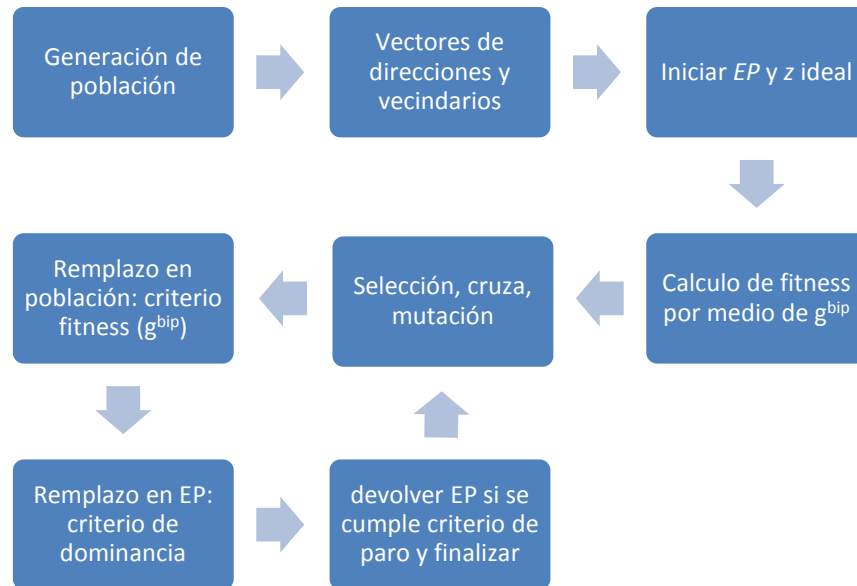 Generación de
población
Vectores de
direcciones y
vecindarios
Iniciar EP y z ideal
Calculo de fitness
por medio de g^bip
Selección, cruza,
mutación
Remplazo en
población: criterio
fitness (g^bip)
Remplazo en EP:
criterio de
dominancia
devolver EP si se
cumple criterio de
paro y finalizar